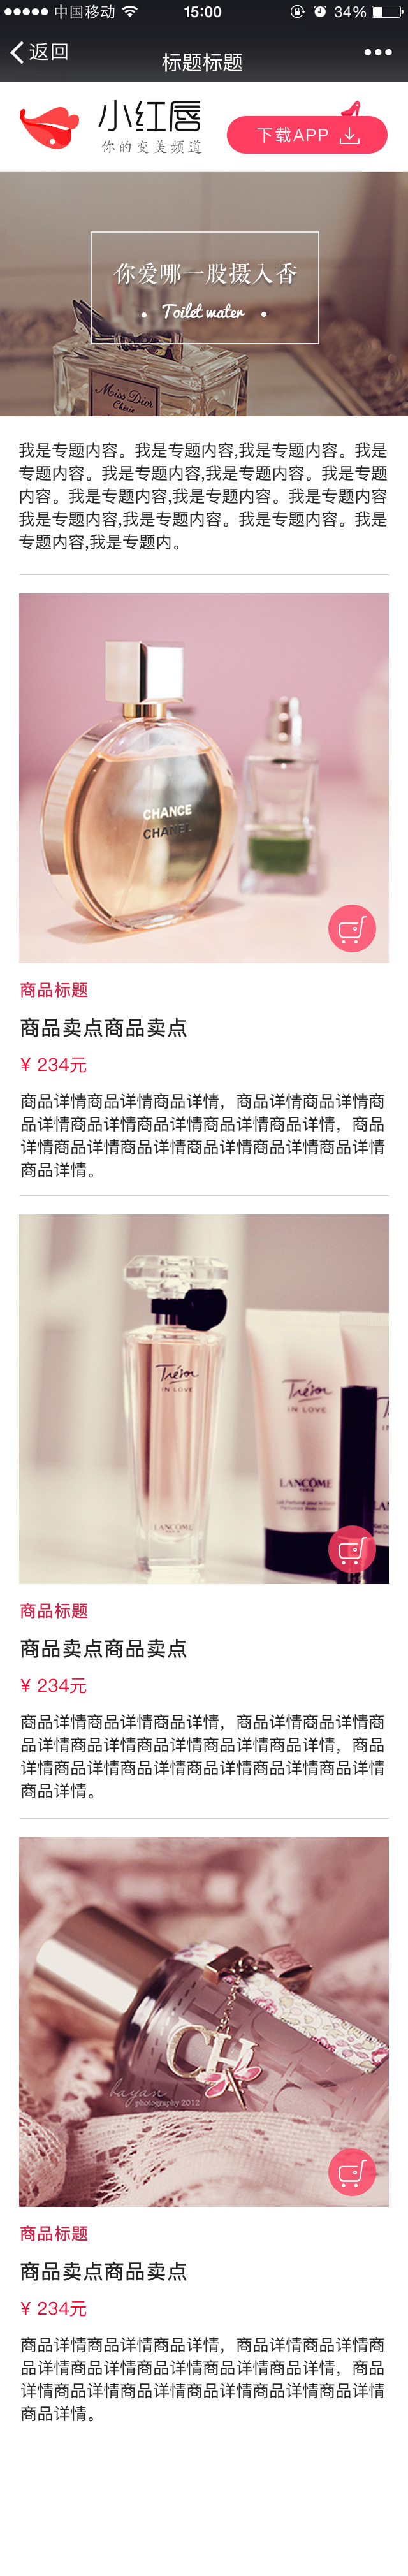 中国移动 15:00 34%
返回
标题标题
小红唇
你的变美频道
下载APP
你爱哪一股摄入香
Toilet water
Miss Dior
Chérie
我是专题内容。我是专题内容,我是专题内容。我是
专题内容。我是专题内容,我是专题内容。我是专题
内容。我是专题内容,我是专题内容。我是专题内容
我是专题内容,我是专题内容。我是专题内容。我是
专题内容,我是专题内。
CHANCE
CHANEL
商品标题
商品卖点商品卖点
¥ 234元
商品详情商品详情商品详情，商品详情商品详情商
品详情商品详情商品详情商品详情商品详情，商品
详情商品详情商品详情商品详情商品详情商品详情
商品详情。
Trésor
IN LOVE
LANCÔME
Trésor
IN LOVE
LANCÔME
PARIS
商品标题
商品卖点商品卖点
¥ 234元
商品详情商品详情商品详情，商品详情商品详情商
品详情商品详情商品详情商品详情商品详情，商品
详情商品详情商品详情商品详情商品详情商品详情
商品详情。
CH
bayan
photography 2012
商品标题
商品卖点商品卖点
¥ 234元
商品详情商品详情商品详情，商品详情商品详情商
品详情商品详情商品详情商品详情商品详情，商品
详情商品详情商品详情商品详情商品详情商品详情
商品详情。